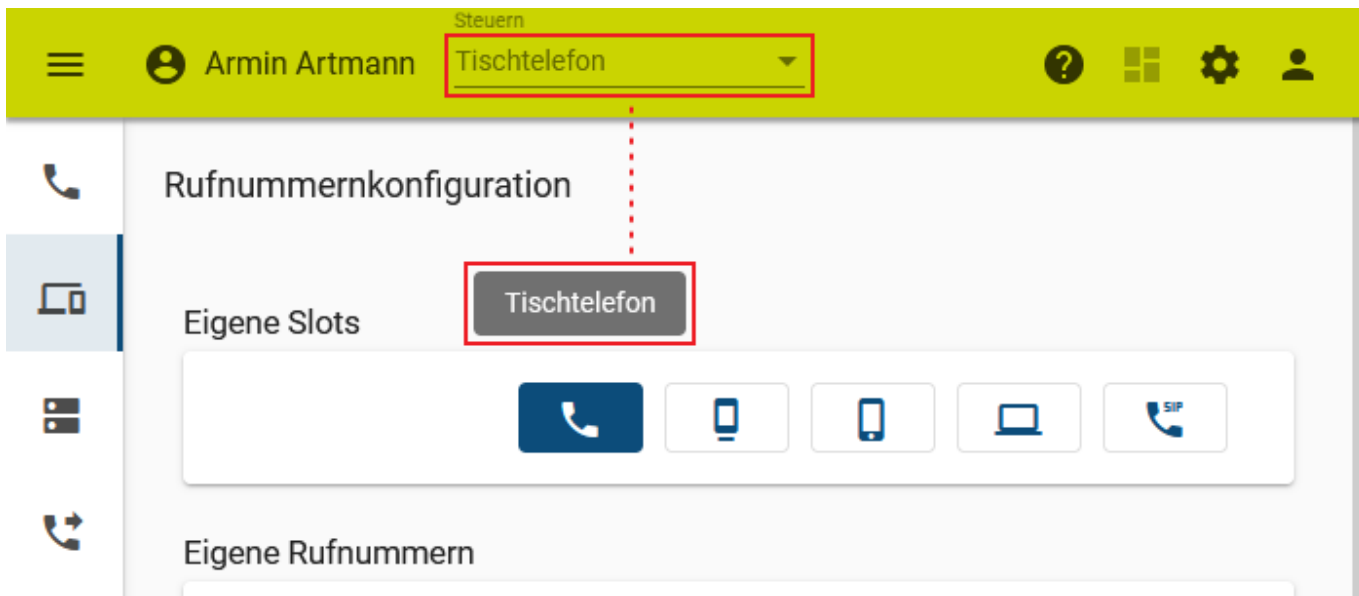 Steuern
Armin Artmann Tischtelefon
Rufnummernkonfiguration
Tischtelefon
Eigene Slots
SIP
Eigene Rufnummern